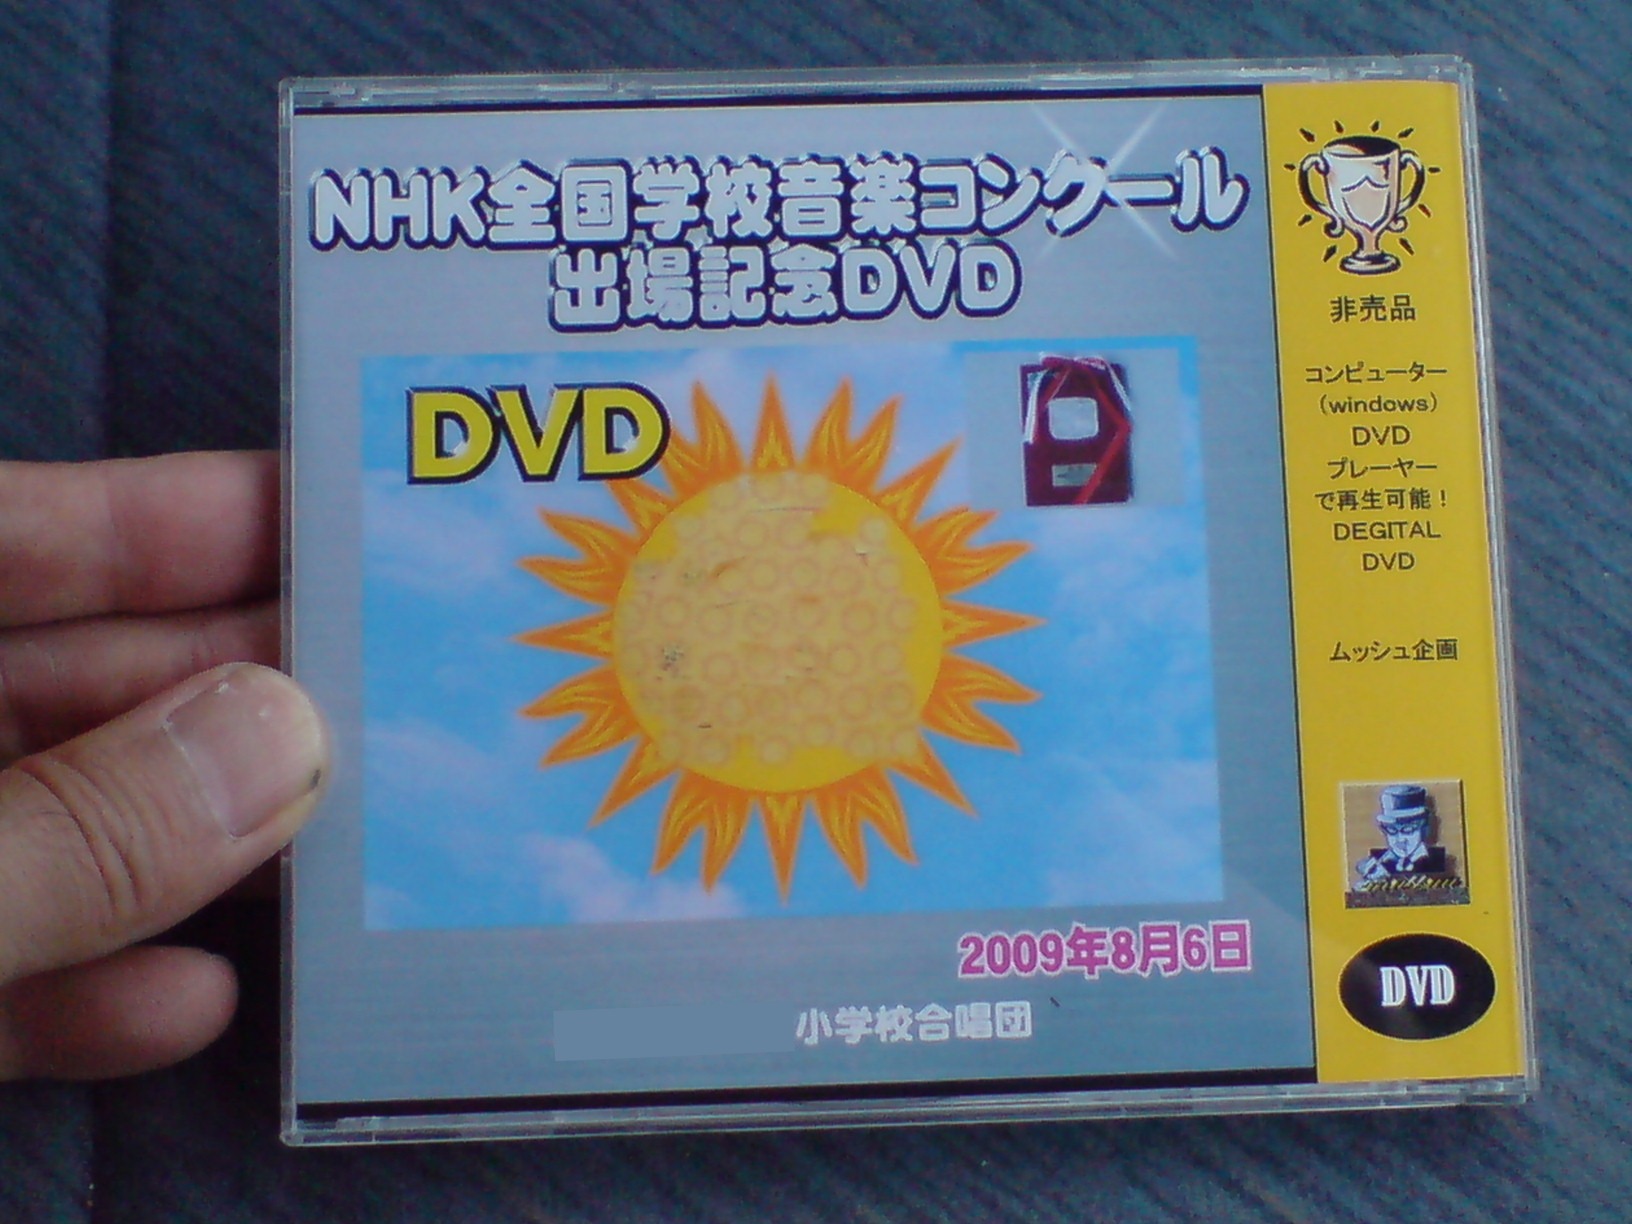 NHK全国学校音楽コンクール
出場記念DVD
DVD
2009年8月6日
小学校合唱団
非売品
コンピューター
(windows)
DVD
プレーヤー
で再生可能!
DEGITAL
DVD
ムッシュ企画
DVD